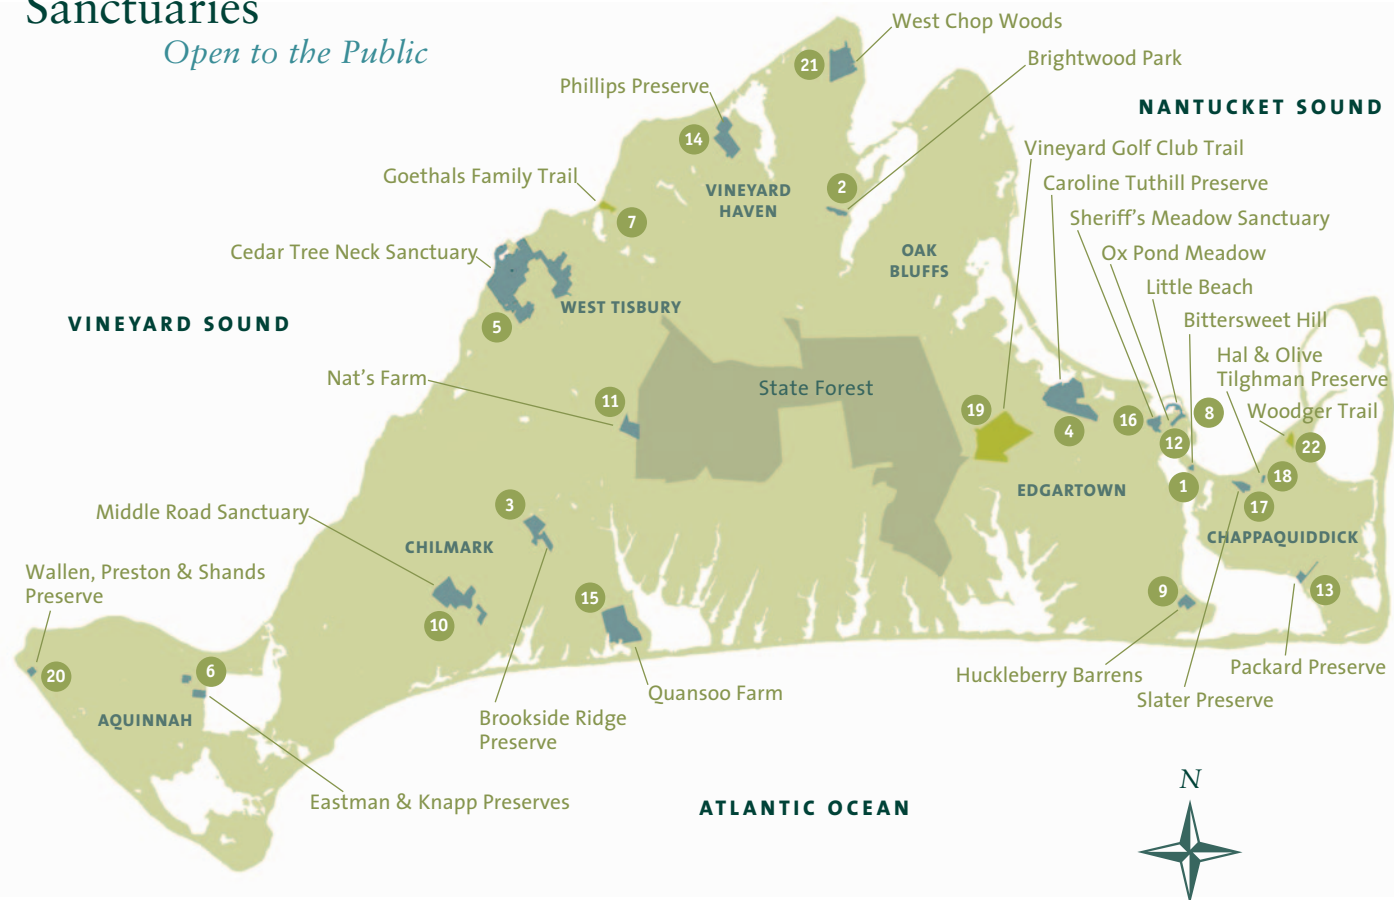 Sanctuaries
Open to the Public
West Chop Woods
21
Brightwood Park
Phillips Preserve
NANTUCKET SOUND
14
Vineyard Golf Club Trail
Goethals Family Trail
VINEYARD
HAVEN
2
Caroline Tuthill Preserve
7
Sheriff’s Meadow Sanctuary
Cedar Tree Neck Sanctuary
OAK
BLUFFS
Ox Pond Meadow
Little Beach
WEST TISBURY
VINEYARD SOUND
5
Bittersweet Hill
Hal & Olive
Tilghman Preserve
Nat’s Farm
State Forest
11
19
4
16
8
Woodger Trail
12
22
EDGARTOWN
1
18
17
3
Middle Road Sanctuary
CHILMARK
CHAPPAQUIDDICK
Wallen, Preston & Shands
Preserve
15
9
13
10
20
6
Huckleberry Barrens
Packard Preserve
Quansoo Farm
Slater Preserve
AQUINNAH
Brookside Ridge
Preserve
Eastman & Knapp Preserves
ATLANTIC OCEAN
N